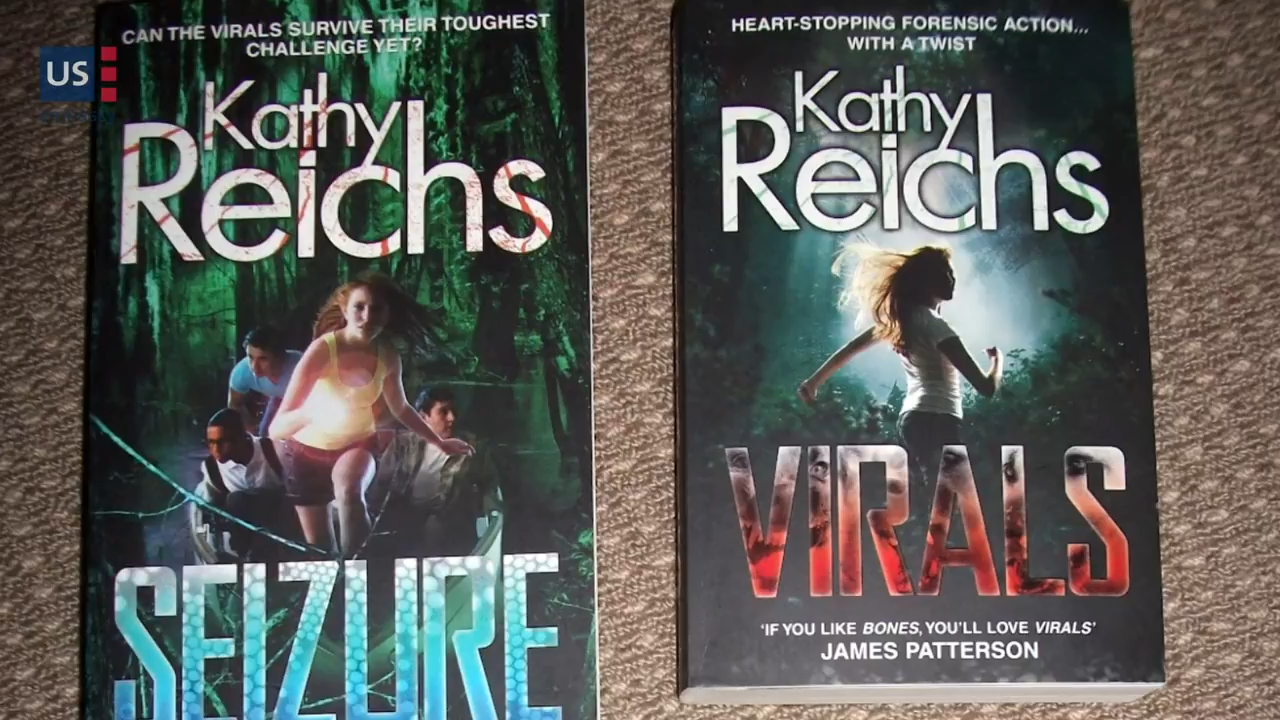 US
CAN THE VIRALS SURVIVE THEIR TOUGHEST
CHALLENGE YET?
Kathy
Reichs
SEIZURE
HEART-STOPPING FORENSIC ACTION...
WITH A TWIST
Kathy
Reichs
VIRALS
'IF YOU LIKE BONES, YOU'LL LOVE VIRALS'
JAMES PATTERSON